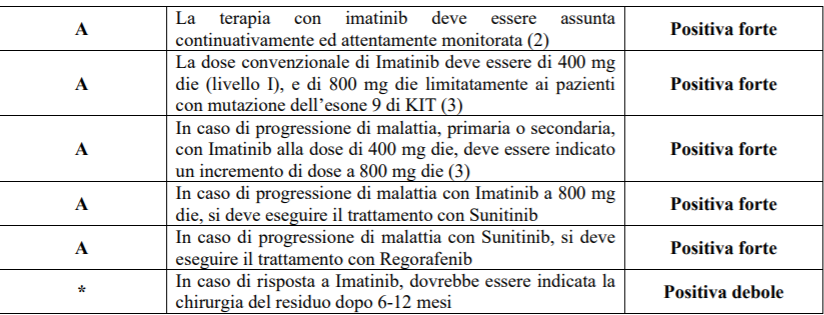 A
La terapia con imatinib deve essere assunta
continuativamente ed attentamente monitorata (2)
Positiva forte
A
La dose convenzionale di Imatinib deve essere di 400 mg
die (livello I), e di 800 mg die limitatamente ai pazienti
con mutazione dell’esone 9 di KIT (3)
Positiva forte
A
In caso di progressione di malattia, primaria o secondaria,
con Imatinib alla dose di 400 mg die, deve essere indicato
un incremento di dose a 800 mg die (3)
Positiva forte
A
In caso di progressione di malattia con Imatinib a 800 mg
die, si deve eseguire il trattamento con Sunitinib
Positiva forte
A
In caso di progressione di malattia con Sunitinib, si deve
eseguire il trattamento con Regorafenib
Positiva forte
*
In caso di risposta a Imatinib, dovrebbe essere indicata la
chirurgia del residuo dopo 6-12 mesi
Positiva debole